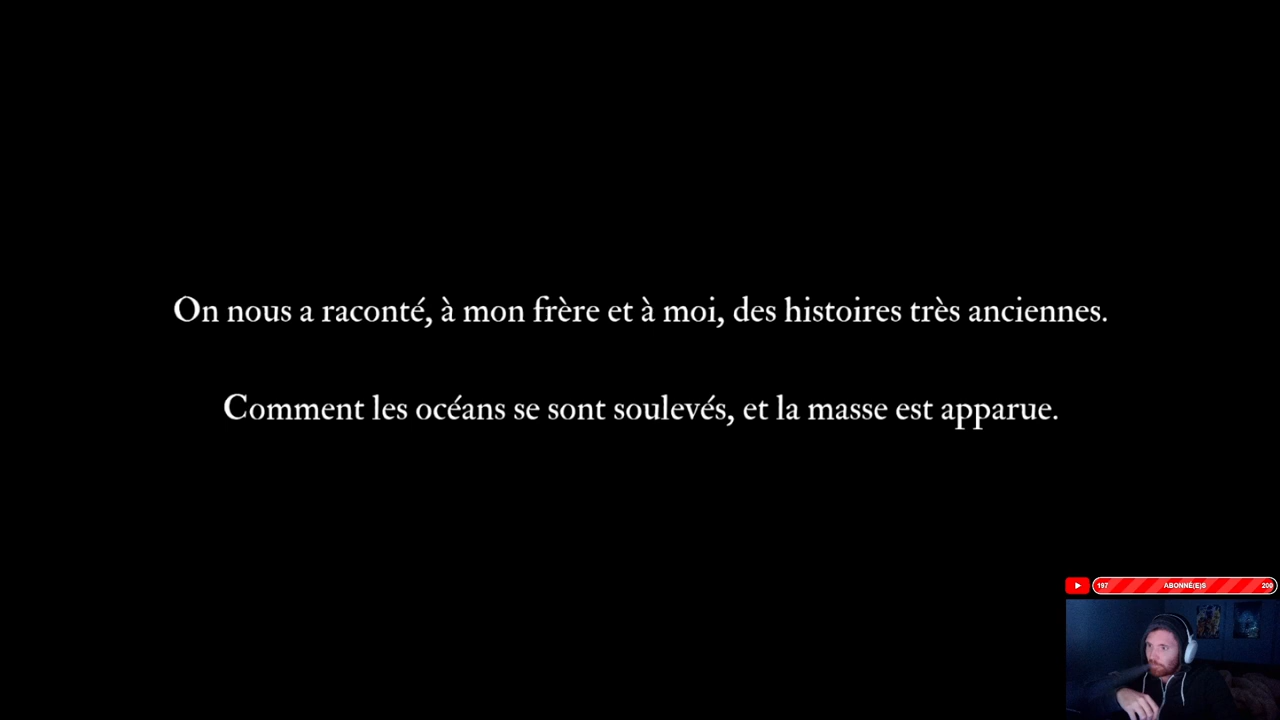 On nous a raconté, à mon frère et à moi, des histoires très anciennes.
Comment les océans se sont soulevés, et la masse est apparue.
197 ABONNÉ(E)S 200